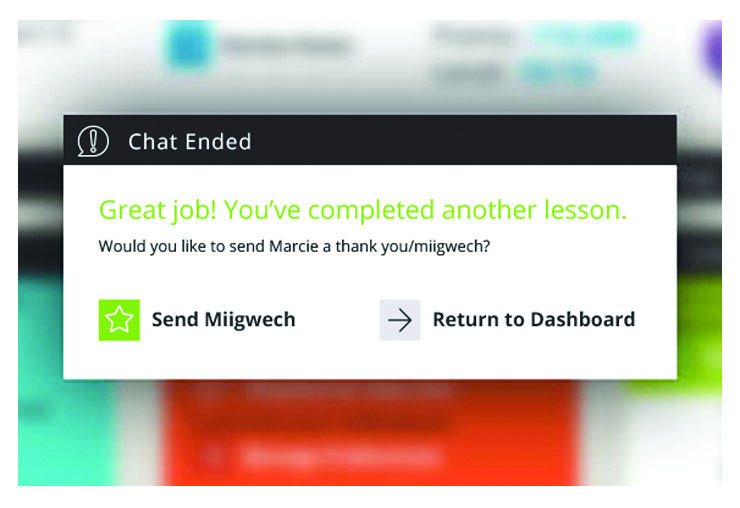 Chat Ended
Great job! You’ve completed another lesson.
Would you like to send Marcie a thank you/miigwech?
Send Miigwech
Return to Dashboard